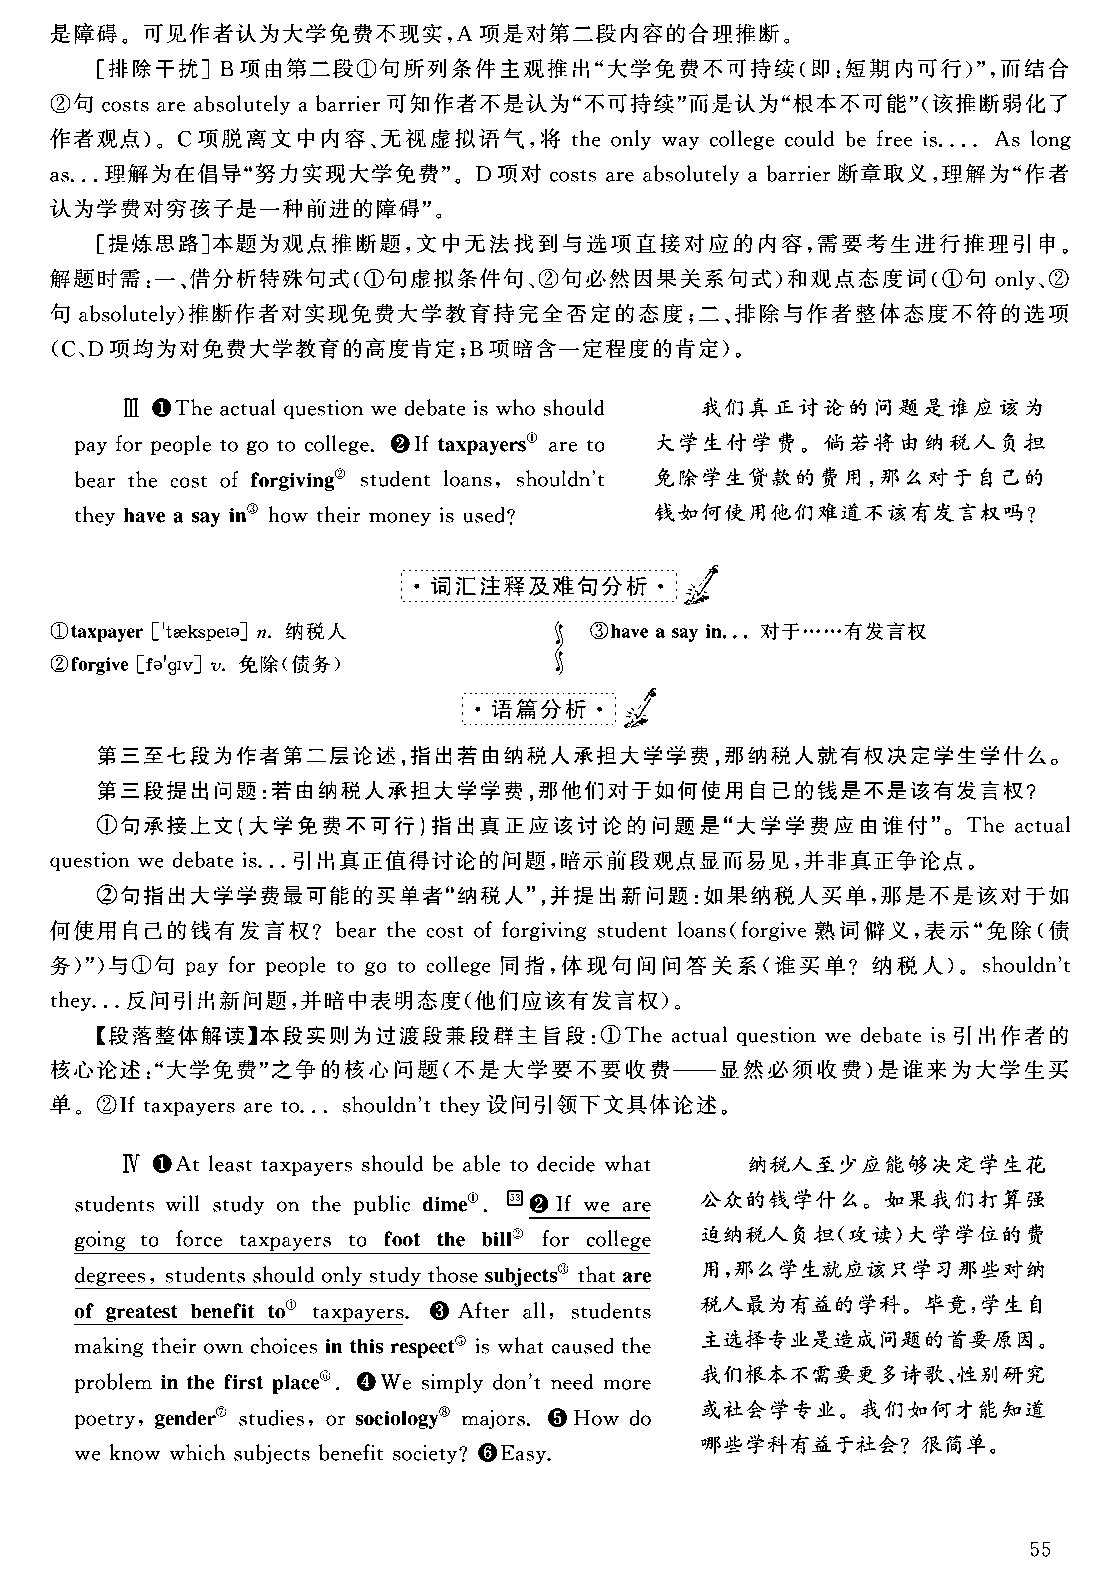 是障碍。可见作者认为大学免费不现实,A 项是对第二段内容的合理推断。
[排除干扰] B 项由第二段①句所列条件主观推出“大学免费不可持续(即:短期内可行)”,而结合
②句 costs are absolutely a barrier 可知作者不是认为“不可持续”而是认为“根本不可能”(该推断弱化了
作者观点)。C 项脱离文中内容、无视虚拟语气,将 the only way college could be free is.... As long
as...理解为在倡导“努力实现大学免费”。D 项对 costs are absolutely a barrier 断章取义,理解为“作者
认为学费对穷孩子是一种前进的障碍”。
[提炼思路]本题为观点推断题,文中无法找到与选项直接对应的内容,需要考生进行推理引申。
解题时需:一、借分析特殊句式(①句虚拟条件句、②句必然因果关系句式)和观点态度词(①句 only、②
句 absolutely)推断作者对实现免费大学教育持完全否定的态度;二、排除与作者整体态度不符的选项
(C、D 项均为对免费大学教育的高度肯定;B 项暗含一定程度的肯定)。
Ⅲ ❶The actual question we debate is who should
pay for people to go to college. ❷If taxpayers① are to
bear the cost of forgiving② student loans, shouldn't
they have a say in③ how their money is used?
我们真正讨论的问题是谁应该为
大学生付学费。倘若将由纳税人负担
免除学生贷款的费用,那么对于自己的
钱如何使用他们难道不该有发言权吗?
·词汇注释及难句分析·
①taxpayer ['tækspeɪə] n. 纳税人
②forgive [fə'gɪv] v. 免除(债务)
③have a say in... 对于……有发言权
·语篇分析·
第三至七段为作者第二层论述,指出若由纳税人承担大学学费,那纳税人就有权决定学生学什么。
第三段提出问题:若由纳税人承担大学学费,那他们对于如何使用自己的钱是不是该有发言权?
①句承接上文(大学免费不可行)指出真正应该讨论的问题是“大学学费应由谁付”。The actual
question we debate is...引出真正值得讨论的问题,暗示前段观点显而易见,并非真正争论点。
②句指出大学学费最可能的买单者“纳税人”,并提出新问题:如果纳税人买单,那是不是该对于如
何使用自己的钱有发言权? bear the cost of forgiving student loans(forgive 熟词僻义,表示“免除(债
务)”)与①句 pay for people to go to college 同指,体现句间问答关系(谁买单? 纳税人)。shouldn't
they...反问引出新问题,并暗中表明态度(他们应该有发言权)。
【段落整体解读】本段实则为过渡段兼段群主旨段:①The actual question we debate is 引出作者的
核心论述:“大学免费”之争的核心问题(不是大学要不要收费——显然必须收费)是谁来为大学生买
单。②If taxpayers are to... shouldn't they 设问引领下文具体论述。
Ⅳ ❶At least taxpayers should be able to decide what
students will study on the public dime①. 53 ❷ If we are
going to force taxpayers to foot the bill② for college
degrees, students should only study those subjects③ that are
of greatest benefit to④ taxpayers. ❸ After all, students
making their own choices in this respect⑤ is what caused the
problem in the first place⑥. ❹We simply don't need more
poetry, gender⑦ studies, or sociology⑧ majors. ❺How do
we know which subjects benefit society? ❻Easy.
纳税人至少应能够决定学生花
公众的钱学什么。如果我们打算强
迫纳税人负担(攻读)大学学位的费
用,那么学生就应该只学习那些对纳
税人最为有益的学科。毕竟,学生自
主选择专业是造成问题的首要原因。
我们根本不需要更多诗歌、性别研究
或社会学专业。我们如何才能知道
哪些学科有益于社会? 很简单。
55